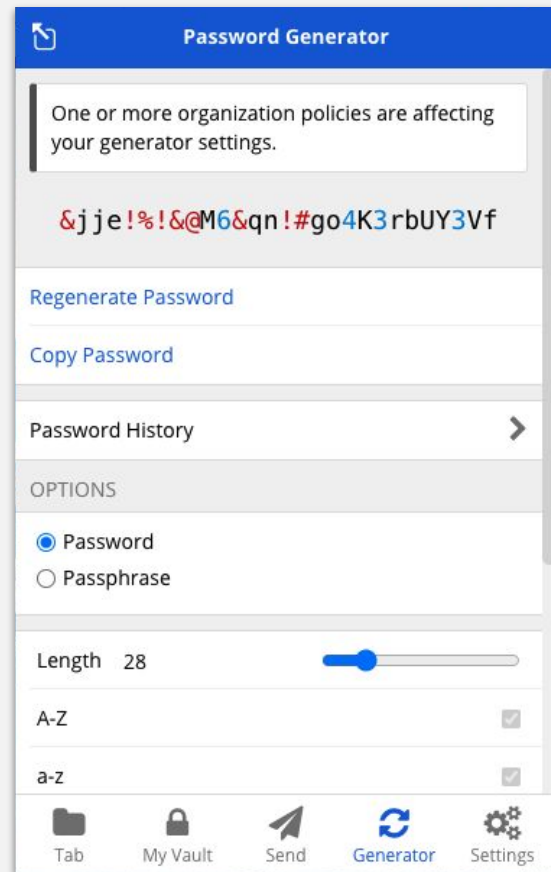 Password Generator
One or more organization policies are affecting
your generator settings.
&jje!%!&@M6&qn!#go4K3rbUY3Vf
Regenerate Password
Copy Password
Password History
OPTIONS
Password
Passphrase
Length 28
A-Z
a-z
Tab My Vault Send Generator Settings